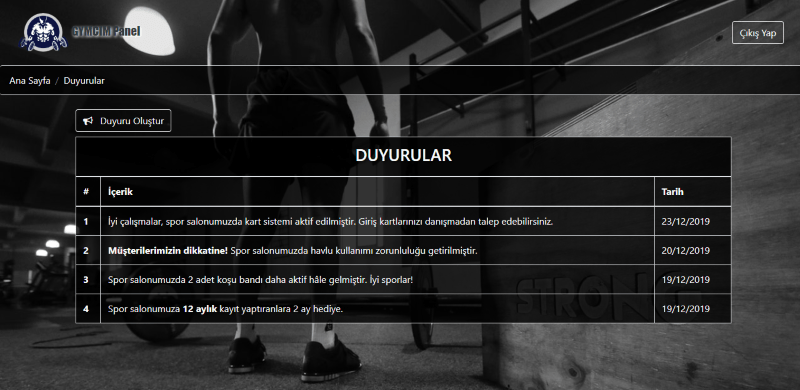 GYMCIM Panel
Çıkış Yap
Ana Sayfa / Duyurular
Duyuru Oluştur
DUYURULAR
# İçerik Tarih
1 İyi çalışmalar, spor salonumuzda kart sistemi aktif edilmiştir. Giriş kartlarınızı danışmadan talep edebilirsiniz. 23/12/2019
2 Müşterilerimizin dikkatine! Spor salonumuzda havlu kullanımı zorunluluğu getirilmiştir. 20/12/2019
3 Spor salonumuzda 2 adet koşu bandı daha aktif hâle gelmiştir. İyi sporlar! 19/12/2019
4 Spor salonumuza 12 aylık kayıt yaptıranlara 2 ay hediye. 19/12/2019
STRONG